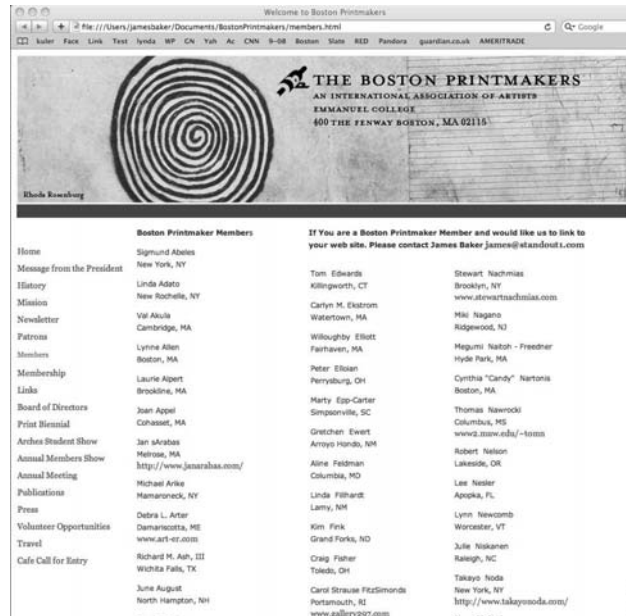 Welcome to Boston Printmakers
file:///Users/jamesbaker/Documents/BostonPrintmakers/members.html
Google
kuler Face Link Test lynda WP GN Yah Ac CNN 9-08 Boston Slate RED Pandora guardian.co.uk AMERITRADE
THE BOSTON PRINTMAKERS
AN INTERNATIONAL ASSOCIATION OF ARTISTS
EMMANUEL COLLEGE
400 THE FENWAY BOSTON, MA 02115
Rhoda Rosenburg
Home
Message from the President
History
Mission
Newsletter
Patrons
Members
Membership
Links
Board of Directors
Print Biennial
Arches Student Show
Annual Members Show
Annual Meeting
Publications
Press
Volunteer Opportunities
Travel
Cafe Call for Entry
Boston Printmaker Members
Sigmund Abeles
New York, NY
Linda Adato
New Rochelle, NY
Val Akula
Cambridge, MA
Lynne Allen
Boston, MA
Laurie Alpert
Brookline, MA
Joan Appel
Cohasset, MA
Jan sArabas
Melrose, MA
http://www.janarabas.com/
Michael Arike
Mamaroneck, NY
Debra L. Arter
Damariscotta, ME
www.art-er.com
Richard M. Ash, III
Wichita Falls, TX
June August
North Hampton, NH
If You are a Boston Printmaker Member and would like us to link to
your web site. Please contact James Baker james@standout1.com
Tom Edwards
Killingworth, CT
Carlyn M. Ekstrom
Watertown, MA
Willoughby Elliott
Fairhaven, MA
Peter Elloian
Perrysburg, OH
Marty Epp-Carter
Simpsonville, SC
Gretchen Ewert
Arroyo Hondo, NM
Aline Feldman
Columbia, MD
Linda Fillhardt
Lamy, NM
Kim Fink
Grand Forks, ND
Craig Fisher
Toledo, OH
Carol Strause FitzSimonds
Portsmouth, RI
www.gallery297.com
Stewart Nachmias
Brooklyn, NY
www.stewartnachmias.com
Miki Nagano
Ridgewood, NJ
Megumi Naitoh - Freedner
Hyde Park, MA
Cynthia "Candy" Nartonis
Boston, MA
Thomas Nawrocki
Columbus, MS
www2.muw.edu/~tomn
Robert Nelson
Lakeside, OR
Lee Nesler
Apopka, FL
Lynn Newcomb
Worcester, VT
Julie Niskanen
Raleigh, NC
Takayo Noda
New York, NY
http://www.takayonoda.com/